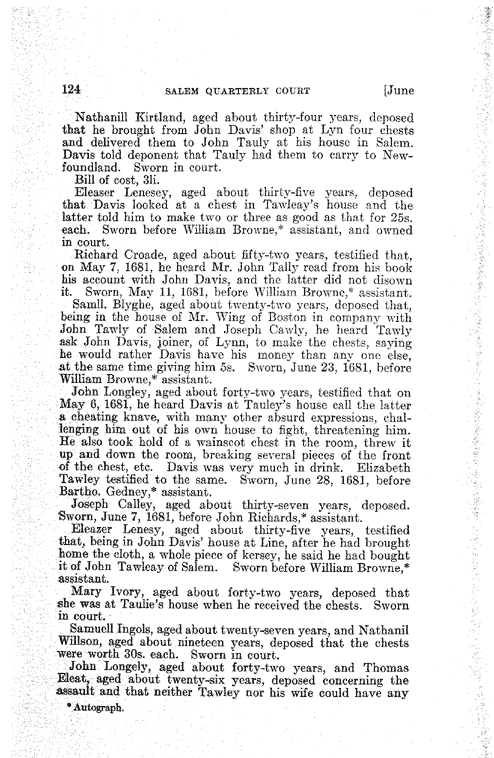 124 SALEM QUARTERLY COURT [June
Nathanill Kirtland, aged about thirty-four years, deposed
that he brought from John Davis' shop at Lyn four chests
and delivered them to John Tauly at his house in Salem.
Davis told deponent that Tauly had them to carry to New-
foundland. Sworn in court.
Bill of cost, 3li.
Eleaser Lenesey, aged about thirty-five years, deposed
that Davis looked at a chest in Tawleay's house and the
latter told him to make two or three as good as that for 25s.
each. Sworn before William Browne,* assistant, and owned
in court.
Richard Croade, aged about fifty-two years, testified that,
on May 7, 1681, he heard Mr. John Tally read from his book
his account with John Davis, and the latter did not disown
it. Sworn, May 11, 1681, before William Browne,* assistant.
Samll. Blyghe, aged about twenty-two years, deposed that,
being in the house of Mr. Wing of Boston in company with
John Tawly of Salem and Joseph Cawly, he heard Tawly
ask John Davis, joiner, of Lynn, to make the chests, saying
he would rather Davis have his money than any one else,
at the same time giving him 5s. Sworn, June 23, 1681, before
William Browne,* assistant.
John Longley, aged about forty-two years, testified that on
May 6, 1681, he heard Davis at Tauley's house call the latter
a cheating knave, with many other absurd expressions, chal-
lenging him out of his own house to fight, threatening him.
He also took hold of a wainscot chest in the room, threw it
up and down the room, breaking several pieces of the front
of the chest, etc. Davis was very much in drink. Elizabeth
Tawley testified to the same. Sworn, June 28, 1681, before
Bartho. Gedney,* assistant.
Joseph Calley, aged about thirty-seven years, deposed.
Sworn, June 7, 1681, before John Richards,* assistant.
Eleazer Lenesy, aged about thirty-five years, testified
that, being in John Davis' house at Line, after he had brought
home the cloth, a whole piece of kersey, he said he had bought
it of John Tawleay of Salem. Sworn before William Browne,*
assistant.
Mary Ivory, aged about forty-two years, deposed that
she was at Taulie's house when he received the chests. Sworn
in court.
Samuell Ingols, aged about twenty-seven years, and Nathanil
Willson, aged about nineteen years, deposed that the chests
were worth 30s. each. Sworn in court.
John Longely, aged about forty-two years, and Thomas
Eleat, aged about twenty-six years, deposed concerning the
assault and that neither Tawley nor his wife could have any
* Autograph.